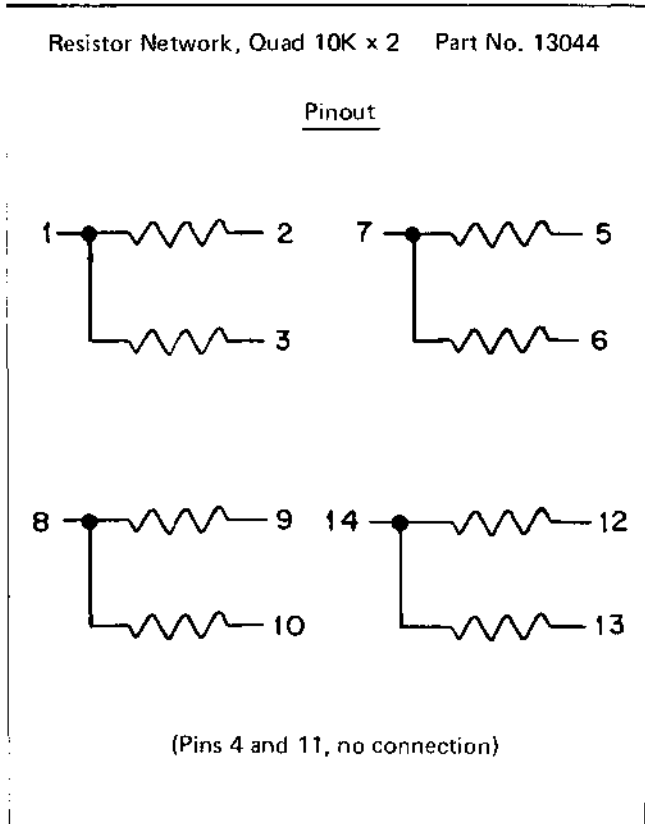 Resistor Network, Quad 10K x 2 Part No. 13044
Pinout
1 2 7 5
3 6
8 9 14 12
10 13
(Pins 4 and 11, no connection)